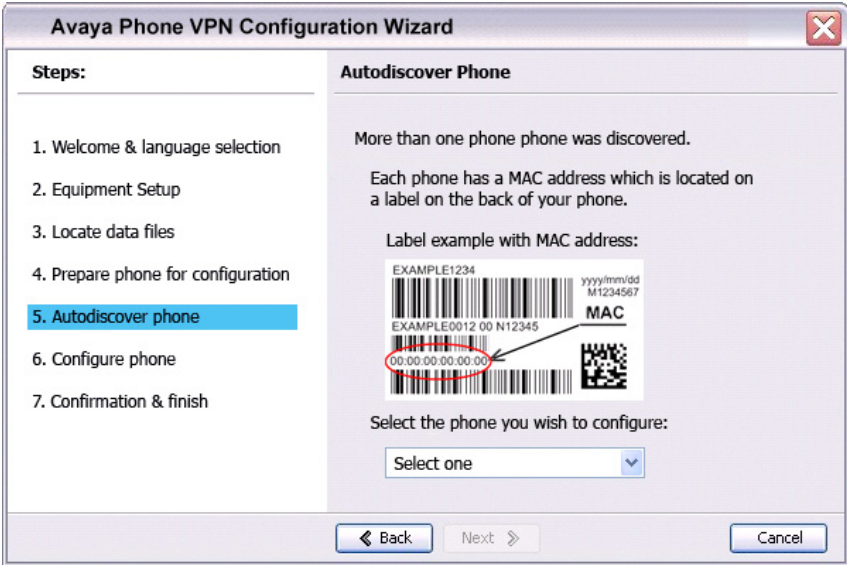 Avaya Phone VPN Configuration Wizard
Steps:
1. Welcome & language selection
2. Equipment Setup
3. Locate data files
4. Prepare phone for configuration
5. Autodiscover phone
6. Configure phone
7. Confirmation & finish
Autodiscover Phone
More than one phone phone was discovered.
Each phone has a MAC address which is located on
a label on the back of your phone.
Label example with MAC address:
EXAMPLE1234
yyyy/mm/dd
M1234567
MAC
EXAMPLE0012 00 N12345
00:00:00:00:00:00
Select the phone you wish to configure:
Select one
Back
Next
Cancel